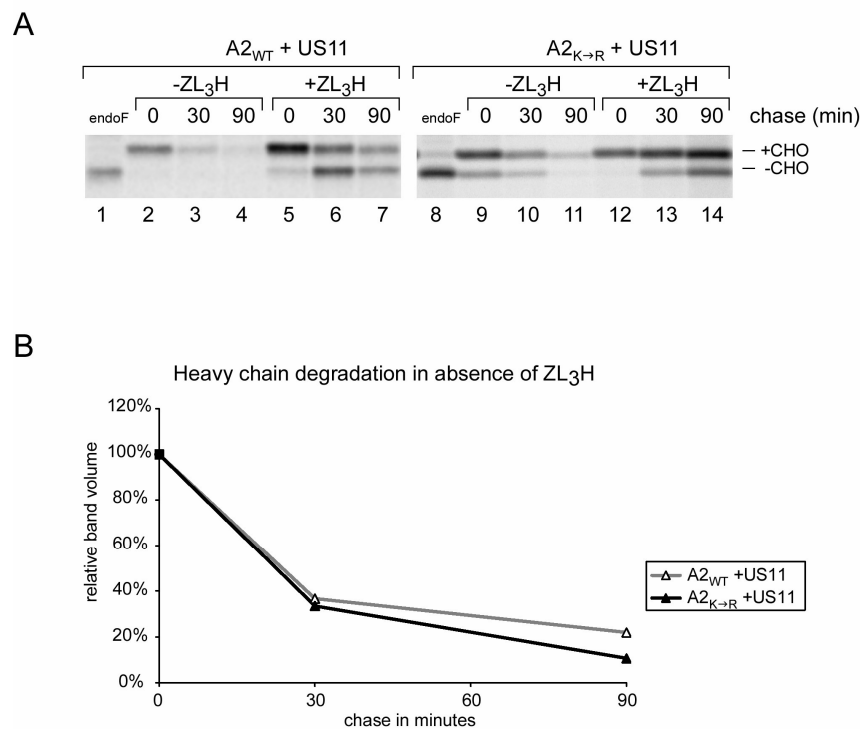 A
A2WT + US11 A2K→R + US11
-ZL3H +ZL3H -ZL3H +ZL3H
endoF 0 30 90 0 30 90 endoF 0 30 90 0 30 90 chase (min)
+CHO
-CHO
1 2 3 4 5 6 7 8 9 10 11 12 13 14
B
Heavy chain degradation in absence of ZL3H
120%
100%
80%
60%
40%
20%
0%
relative band volume
0 30 60 90
chase in minutes
A2WT +US11
A2K→R +US11